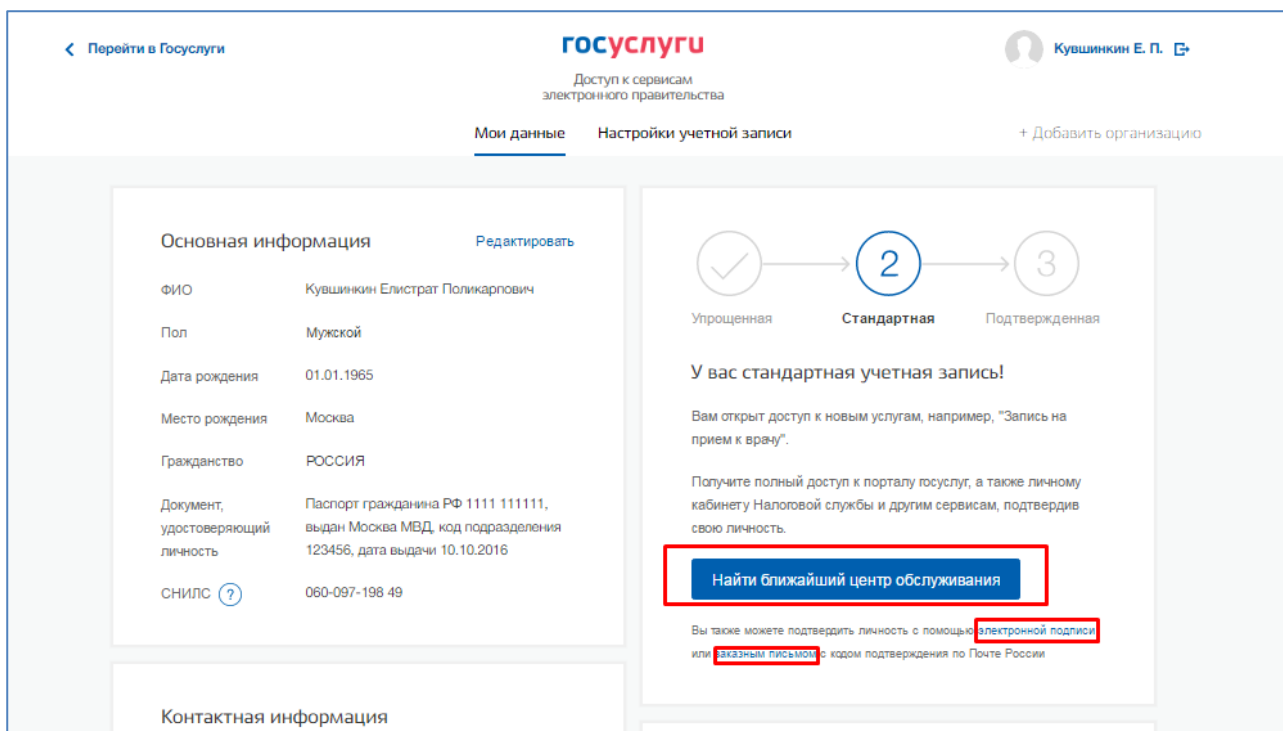 Перейти в Госуслуги
госуслуги
Кувшинкин Е. П.
Доступ к сервисам
электронного правительства
Мои данные
Настройки учетной записи
+ Добавить организацию
Основная информация
Редактировать
ФИО
Кувшинкин Елистрат Поликарпович
Пол
Мужской
Дата рождения
01.01.1965
Место рождения
Москва
Гражданство
РОССИЯ
Документ,
удостоверяющий
личность
Паспорт гражданина РФ 1111 111111,
выдан Москва МВД, код подразделения
123456, дата выдачи 10.10.2016
СНИЛС ?
060-097-198 49
Контактная информация
2
3
Упрощенная
Стандартная
Подтвержденная
У вас стандартная учетная запись!
Вам открыт доступ к новым услугам, например, "Запись на
прием к врачу".
Получите полный доступ к порталу госуслуг, а также личному
кабинету Налоговой службы и другим сервисам, подтвердив
свою личность.
Найти ближайший центр обслуживания
Вы также можете подтвердить личность с помощью электронной подписи
или заказным письмом с кодом подтверждения по Почте России